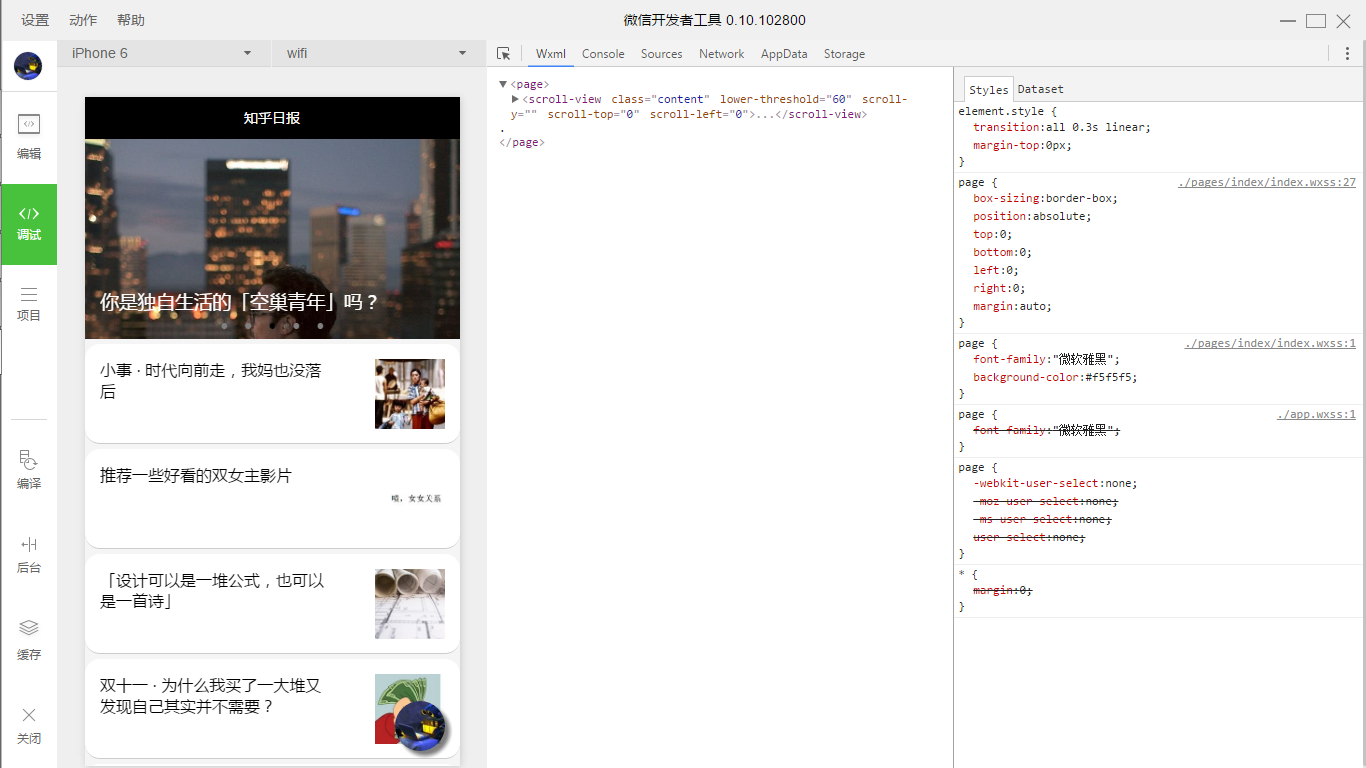 设置 动作 帮助
微信开发者工具 0.10.102800
iPhone 6
wifi
Wxml Console Sources Network AppData Storage
编辑
调试
项目
编译
后台
缓存
关闭
知乎日报
你是独自生活的「空巢青年」吗？
小事 · 时代向前走，我妈也没落
后
推荐一些好看的双女主影片
啧，女女关系
「设计可以是一堆公式，也可以
是一首诗」
双十一 · 为什么我买了一大堆又
发现自己其实并不需要？
▼<page>
▶<scroll-view class="content" lower-threshold="60" scroll-
y="" scroll-top="0" scroll-left="0">...</scroll-view>
.
</page>
Styles Dataset
element.style {
transition:all 0.3s linear;
margin-top:0px;
}
page { ./pages/index/index.wxss:27
box-sizing:border-box;
position:absolute;
top:0;
bottom:0;
left:0;
right:0;
margin:auto;
}
page { ./pages/index/index.wxss:1
font-family:"微软雅黑";
background-color:#f5f5f5;
}
page { ./app.wxss:1
font-family:"微软雅黑";
}
page {
-webkit-user-select:none;
-moz-user-select:none;
-ms-user-select:none;
user-select:none;
}
* {
margin:0;
}